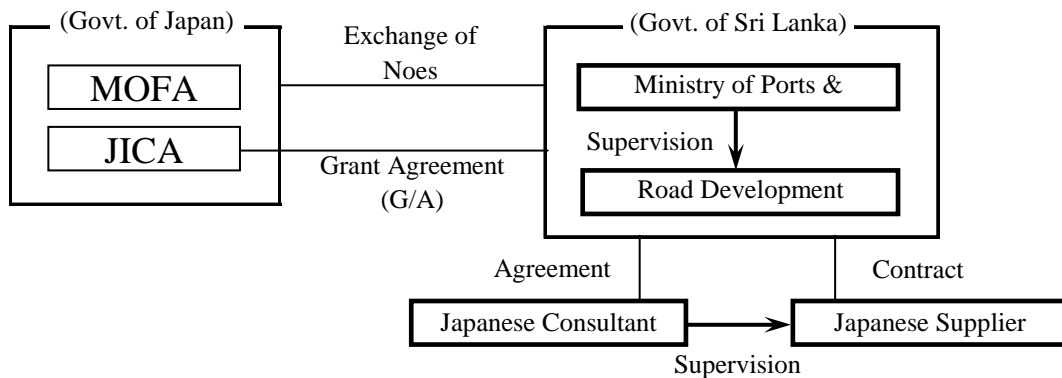 (Govt. of Japan)
MOFA
JICA
Exchange of
Noes
Grant Agreement
(G/A)
(Govt. of Sri Lanka)
Ministry of Ports &
Supervision
Road Development
Agreement
Contract
Japanese Consultant
Japanese Supplier
Supervision